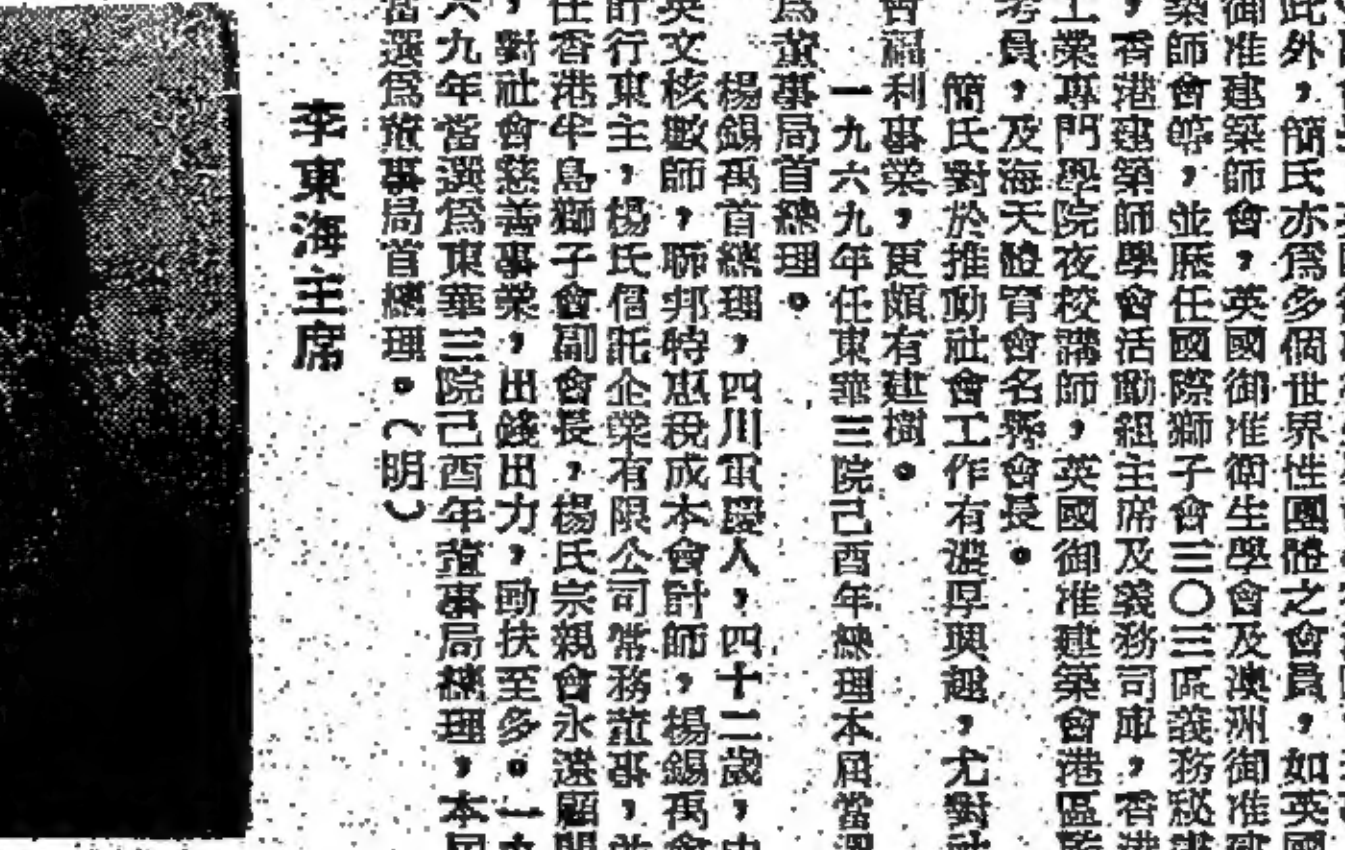 此外，簡氏亦爲多個世界性團體之會員，如英國
御准建築師會，英國御准衛生學會及澳洲御准建
築師會等，並歷任國際獅子會三〇三區義務秘書
，香港建築師學會活動組主席及義務司庫，香港
工業專門學院夜校講師，英國御准建築會港區監
考員，及海天體育會名譽會長。
簡氏對於推動社會工作有濃厚興趣，尤對社
會福利事業，更頗有建樹。
一九六九年任東華三院己酉年總理本屆當選
爲董事局首總理。
楊錫禹首總理，四川重慶人，四十二歲，
英文核數師，聯邦特惠稅成本會計師，楊錫禹會
計行東主，楊氏信託企業有限公司常務董事，並
任香港半島獅子會副會長，楊氏宗親會永遠顧問
，對社會慈善事業，出錢出力，勷扶至多。一九
六九年當選爲東華三院己酉年董事局總理，本屆
當選爲董事局首總理。（明）
李東海主席